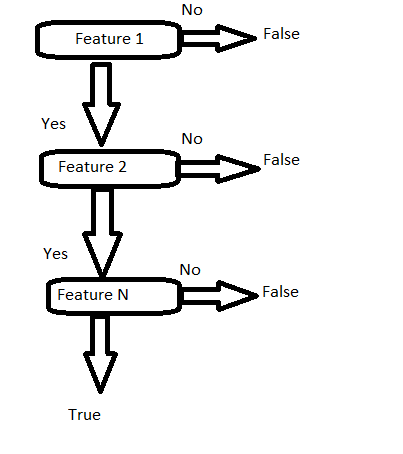 No
Feature 1
False
Yes
No
Feature 2
False
Yes
No
Feature N
False
True